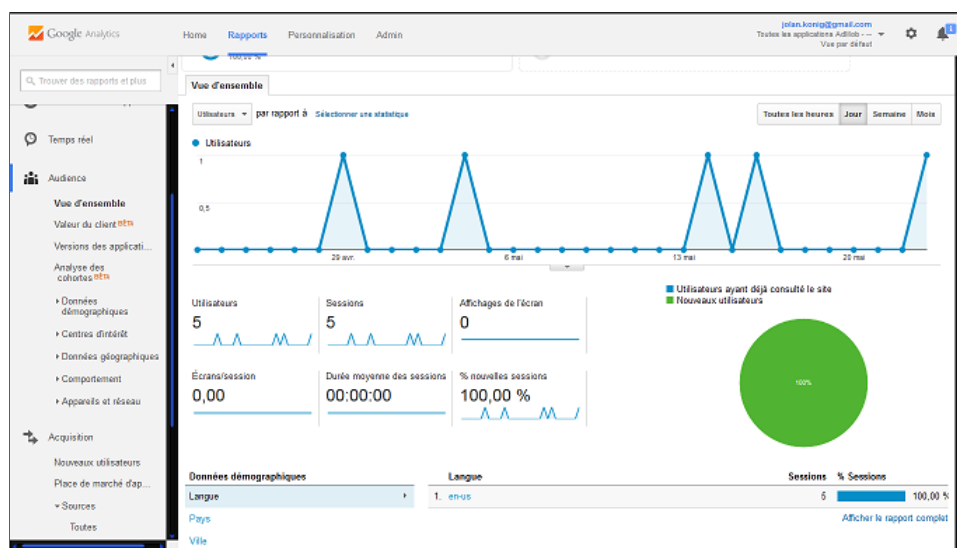 Google Analytics
Home Rapports Personnalisation Admin
jolan.konig@gmail.com
Toutes les applications AdMob - ...
Vue par défaut
1
Trouver des rapports et plus
100,00 %
Vue d'ensemble
Utilisateurs par rapport à Sélectionner une statistique
Toutes les heures Jour Semaine Mois
Utilisateurs
1
0,5
29 avr. 6 mai 13 mai 20 mai
Temps réel
Audience
Vue d'ensemble
Valeur du client BÊTA
Versions des applicati...
Analyse des
cohortes BÊTA
Données
démographiques
Centres d'intérêt
Données géographiques
Comportement
Appareils et réseau
Acquisition
Nouveaux utilisateurs
Place de marché d'ap...
Sources
Toutes
Utilisateurs
5
Sessions
5
Affichages de l'écran
0
Écrans/session
0,00
Durée moyenne des sessions
00:00:00
% nouvelles sessions
100,00 %
Utilisateurs ayant déjà consulté le site
Nouveaux utilisateurs
100%
Données démographiques
Langue
Pays
Ville
Langue Sessions % Sessions
1. en-us 5 100,00 %
Afficher le rapport complet